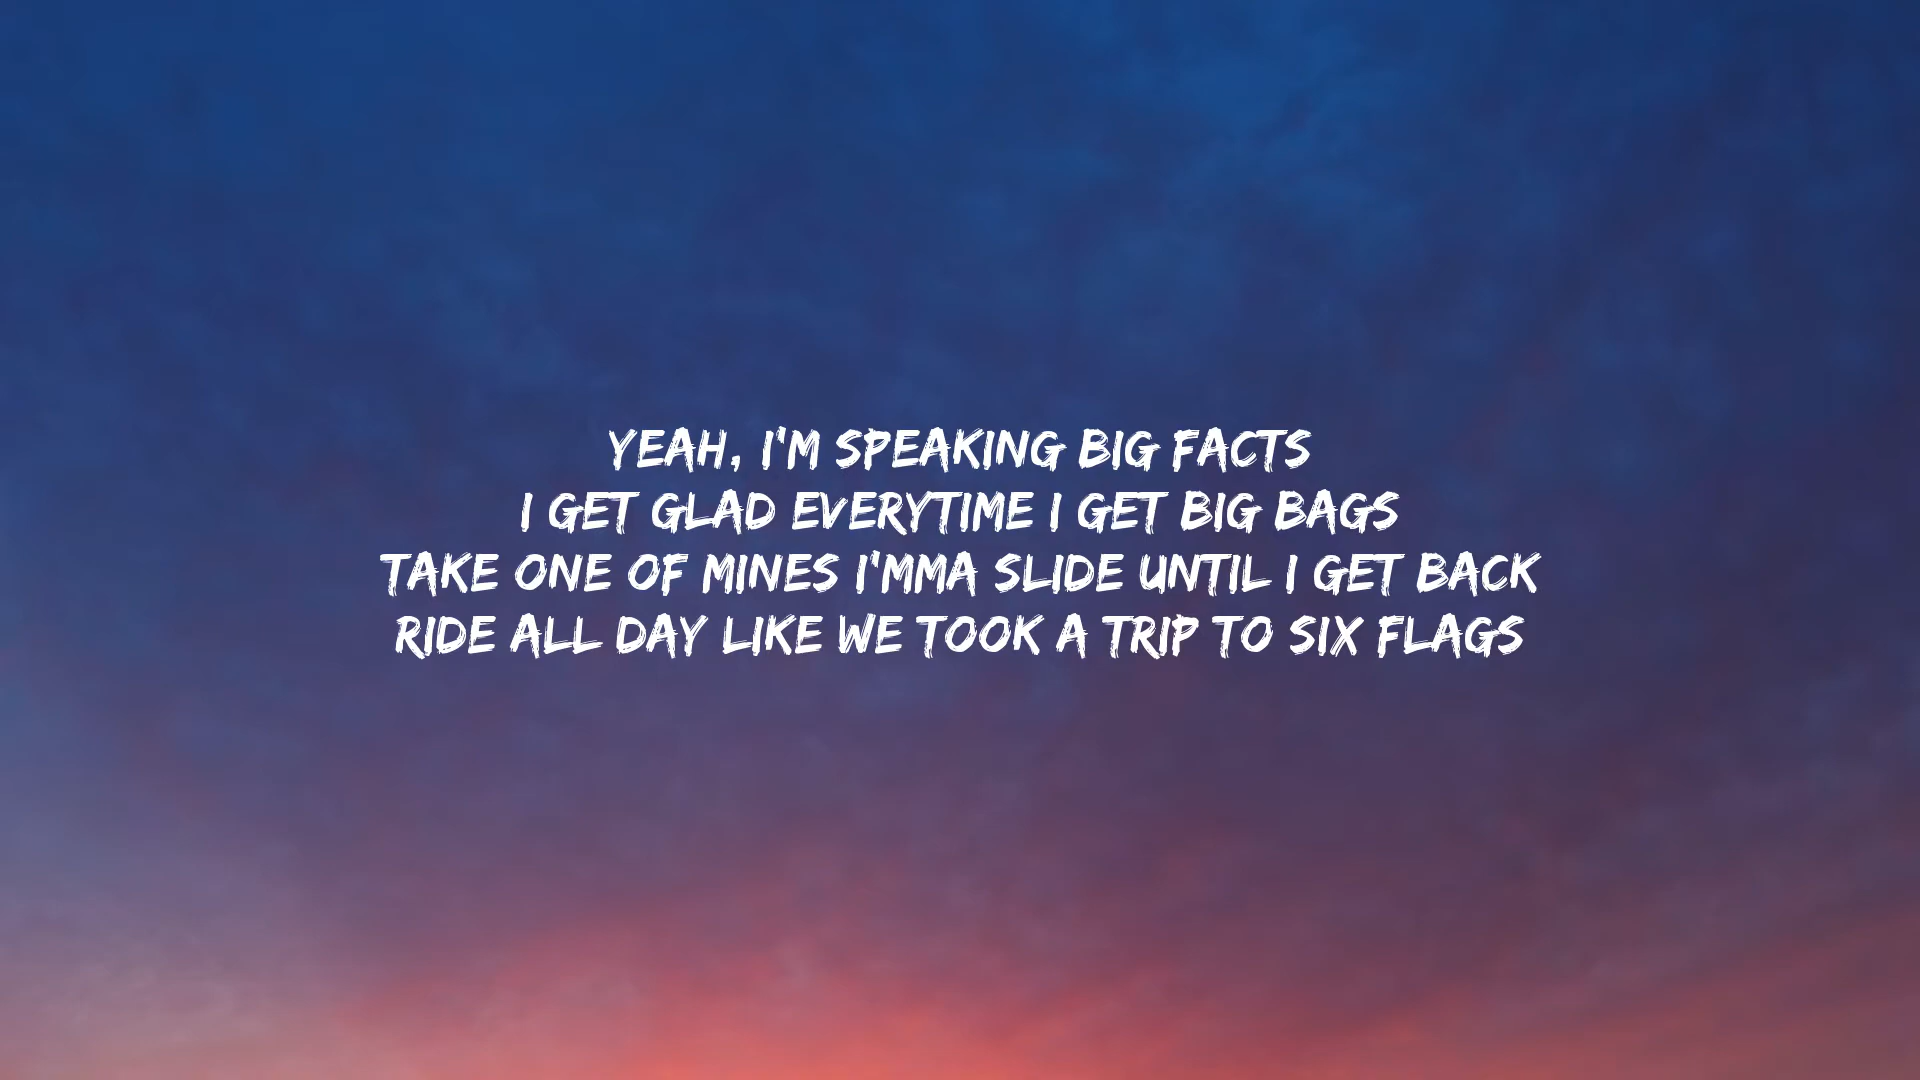 YEAH, I'M SPEAKING BIG FACTS
I GET GLAD EVERYTIME I GET BIG BAGS
TAKE ONE OF MINES I'MMA SLIDE UNTIL I GET BACK
RIDE ALL DAY LIKE WE TOOK A TRIP TO SIX FLAGS